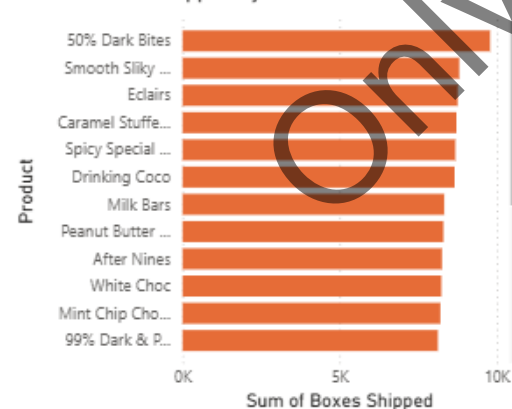 50% Dark Bites
Smooth Sliky ...
Eclairs
Caramel Stuffe...
Spicy Special ...
Drinking Coco
Milk Bars
Peanut Butter ...
After Nines
White Choc
Mint Chip Cho...
99% Dark & P...
Product
0K 5K 10K
Sum of Boxes Shipped
Only